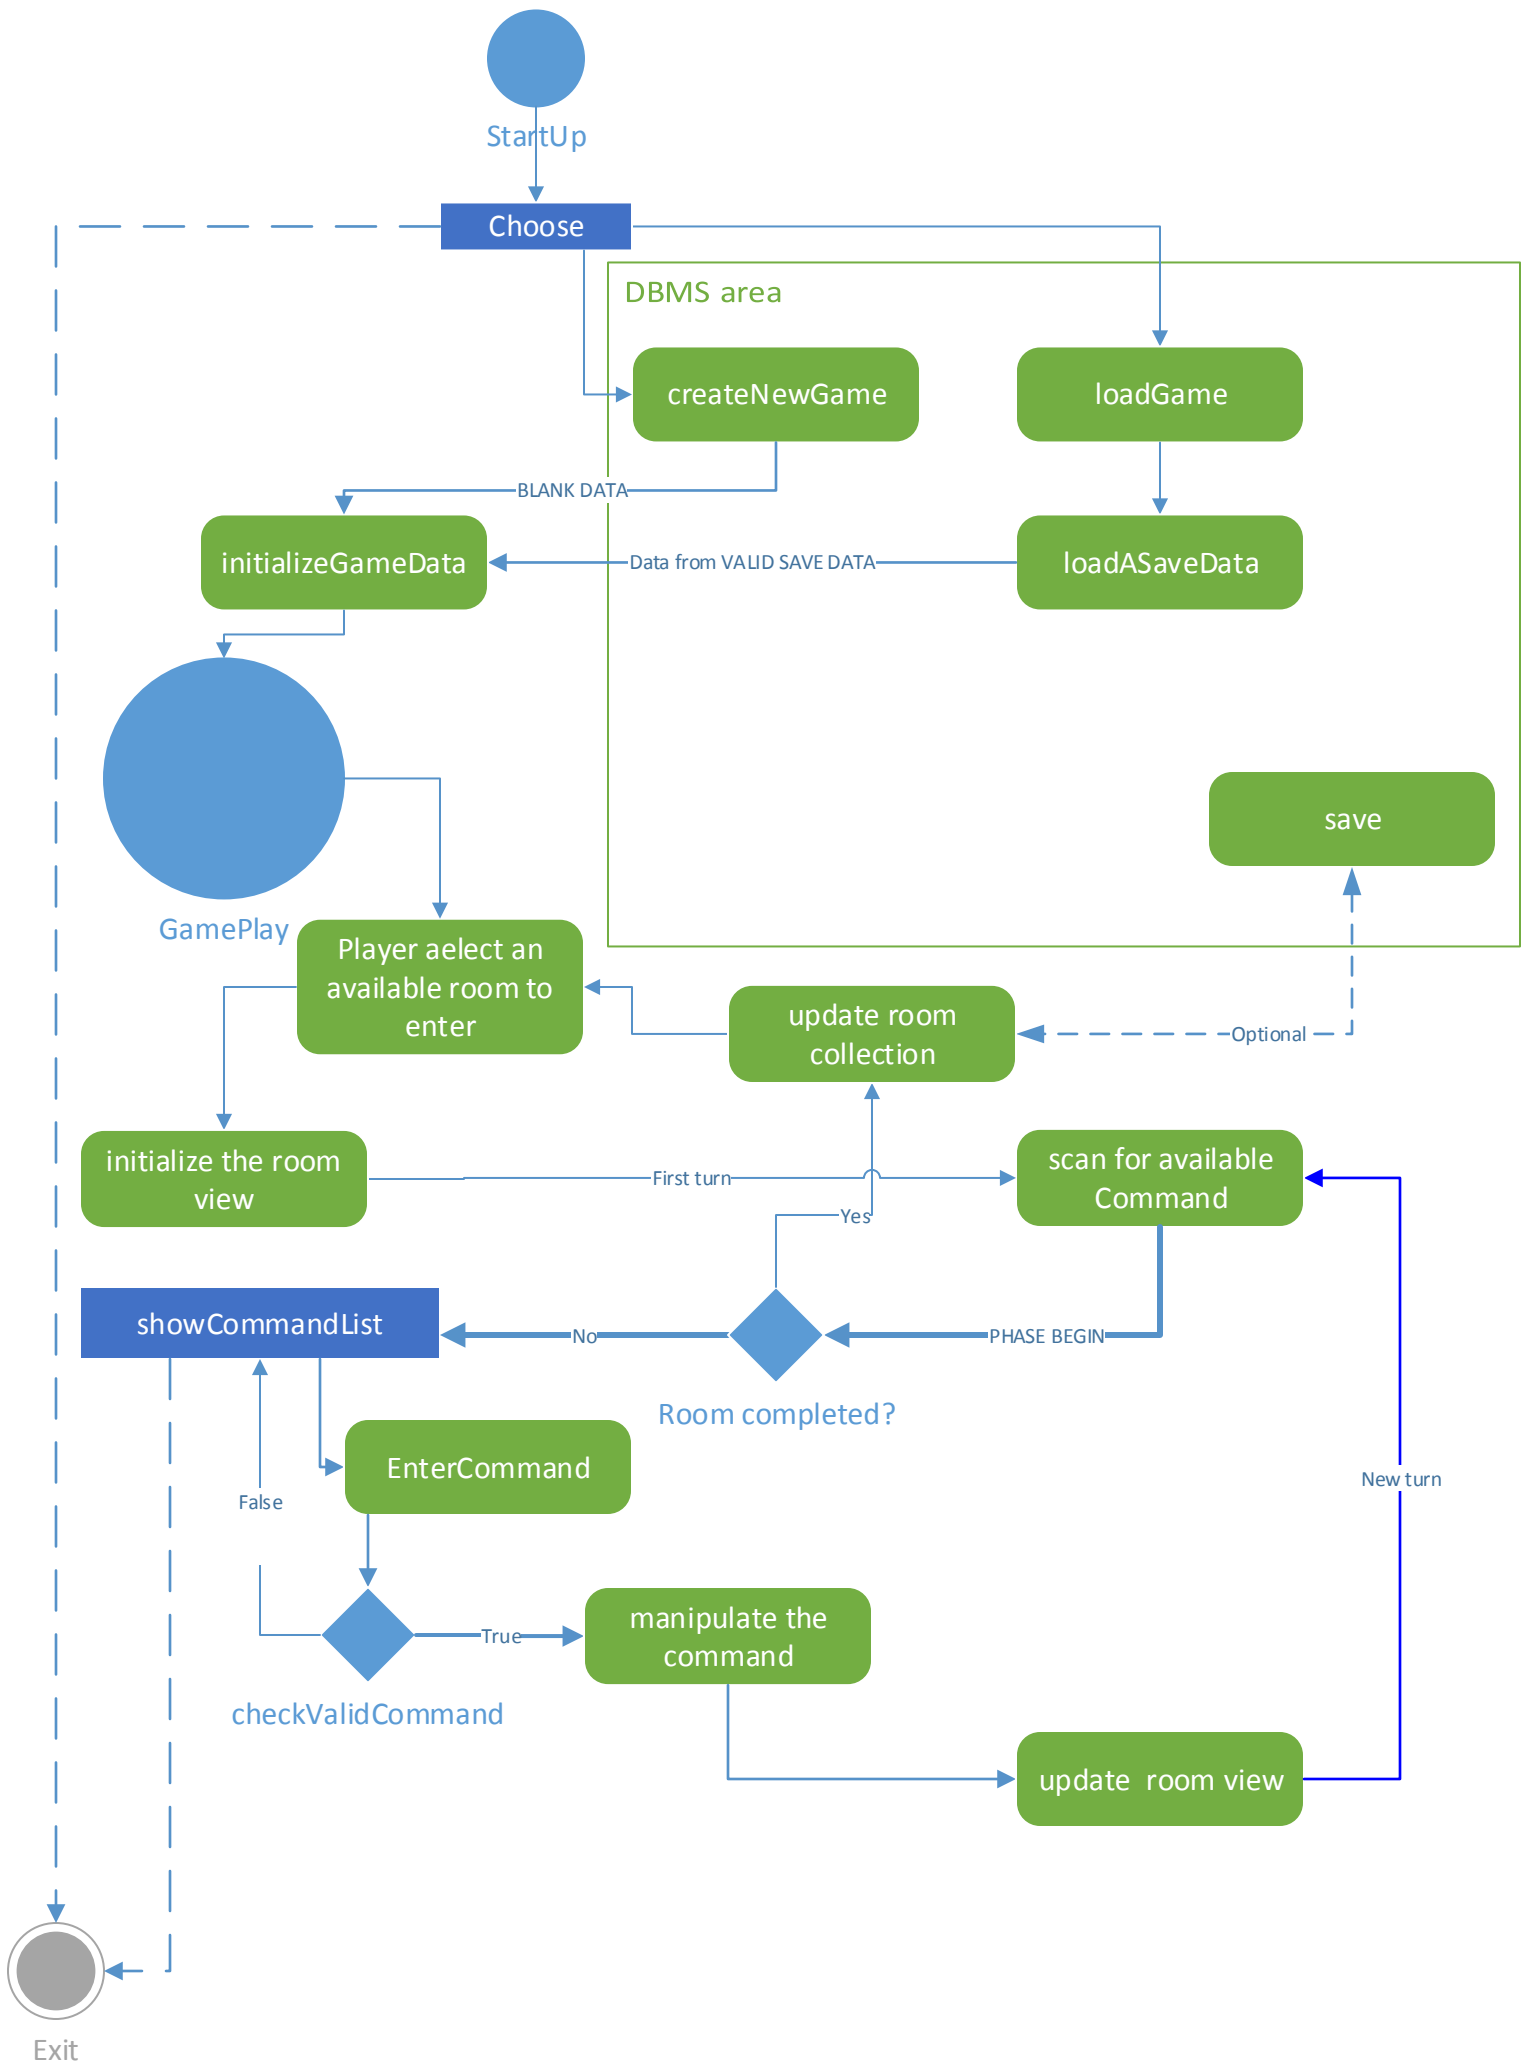 StartUp
Choose
DBMS area
createNewGame
loadGame
BLANK DATA
initializeGameData
Data from VALID SAVE DATA
loadASaveData
save
GamePlay
Player aelect an
available room to
enter
update room
collection
Optional
initialize the room
view
First turn
scan for available
Command
Yes
showCommandList
No
PHASE BEGIN
Room completed?
EnterCommand
New turn
False
True
manipulate the
command
checkValidCommand
update  room view
Exit